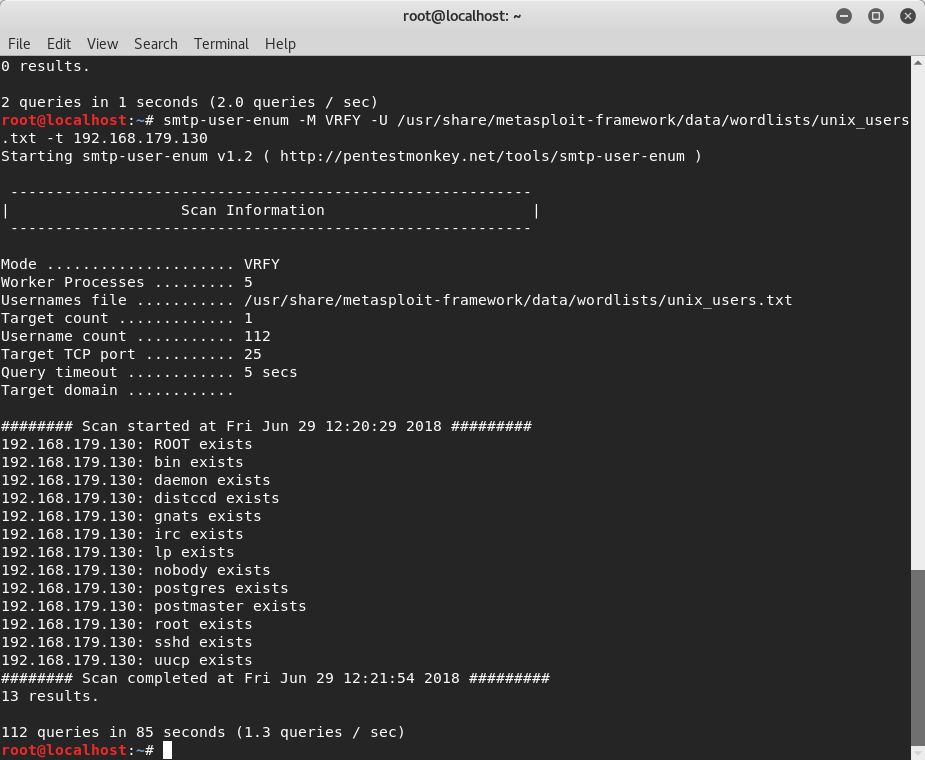 root@localhost: ~
File Edit View Search Terminal Help
0 results.
2 queries in 1 seconds (2.0 queries / sec)
root@localhost:~# smtp-user-enum -M VRFY -U /usr/share/metasploit-framework/data/wordlists/unix_users
.txt -t 192.168.179.130
Starting smtp-user-enum v1.2 ( http://pentestmonkey.net/tools/smtp-user-enum )
----------------------------------------------------------
| Scan Information |
----------------------------------------------------------
Mode ..................... VRFY
Worker Processes ......... 5
Usernames file ........... /usr/share/metasploit-framework/data/wordlists/unix_users.txt
Target count ............. 1
Username count ........... 112
Target TCP port .......... 25
Query timeout ............ 5 secs
Target domain ............
######## Scan started at Fri Jun 29 12:20:29 2018 #########
192.168.179.130: ROOT exists
192.168.179.130: bin exists
192.168.179.130: daemon exists
192.168.179.130: distccd exists
192.168.179.130: gnats exists
192.168.179.130: irc exists
192.168.179.130: lp exists
192.168.179.130: nobody exists
192.168.179.130: postgres exists
192.168.179.130: postmaster exists
192.168.179.130: root exists
192.168.179.130: sshd exists
192.168.179.130: uucp exists
######## Scan completed at Fri Jun 29 12:21:54 2018 #########
13 results.
112 queries in 85 seconds (1.3 queries / sec)
root@localhost:~#